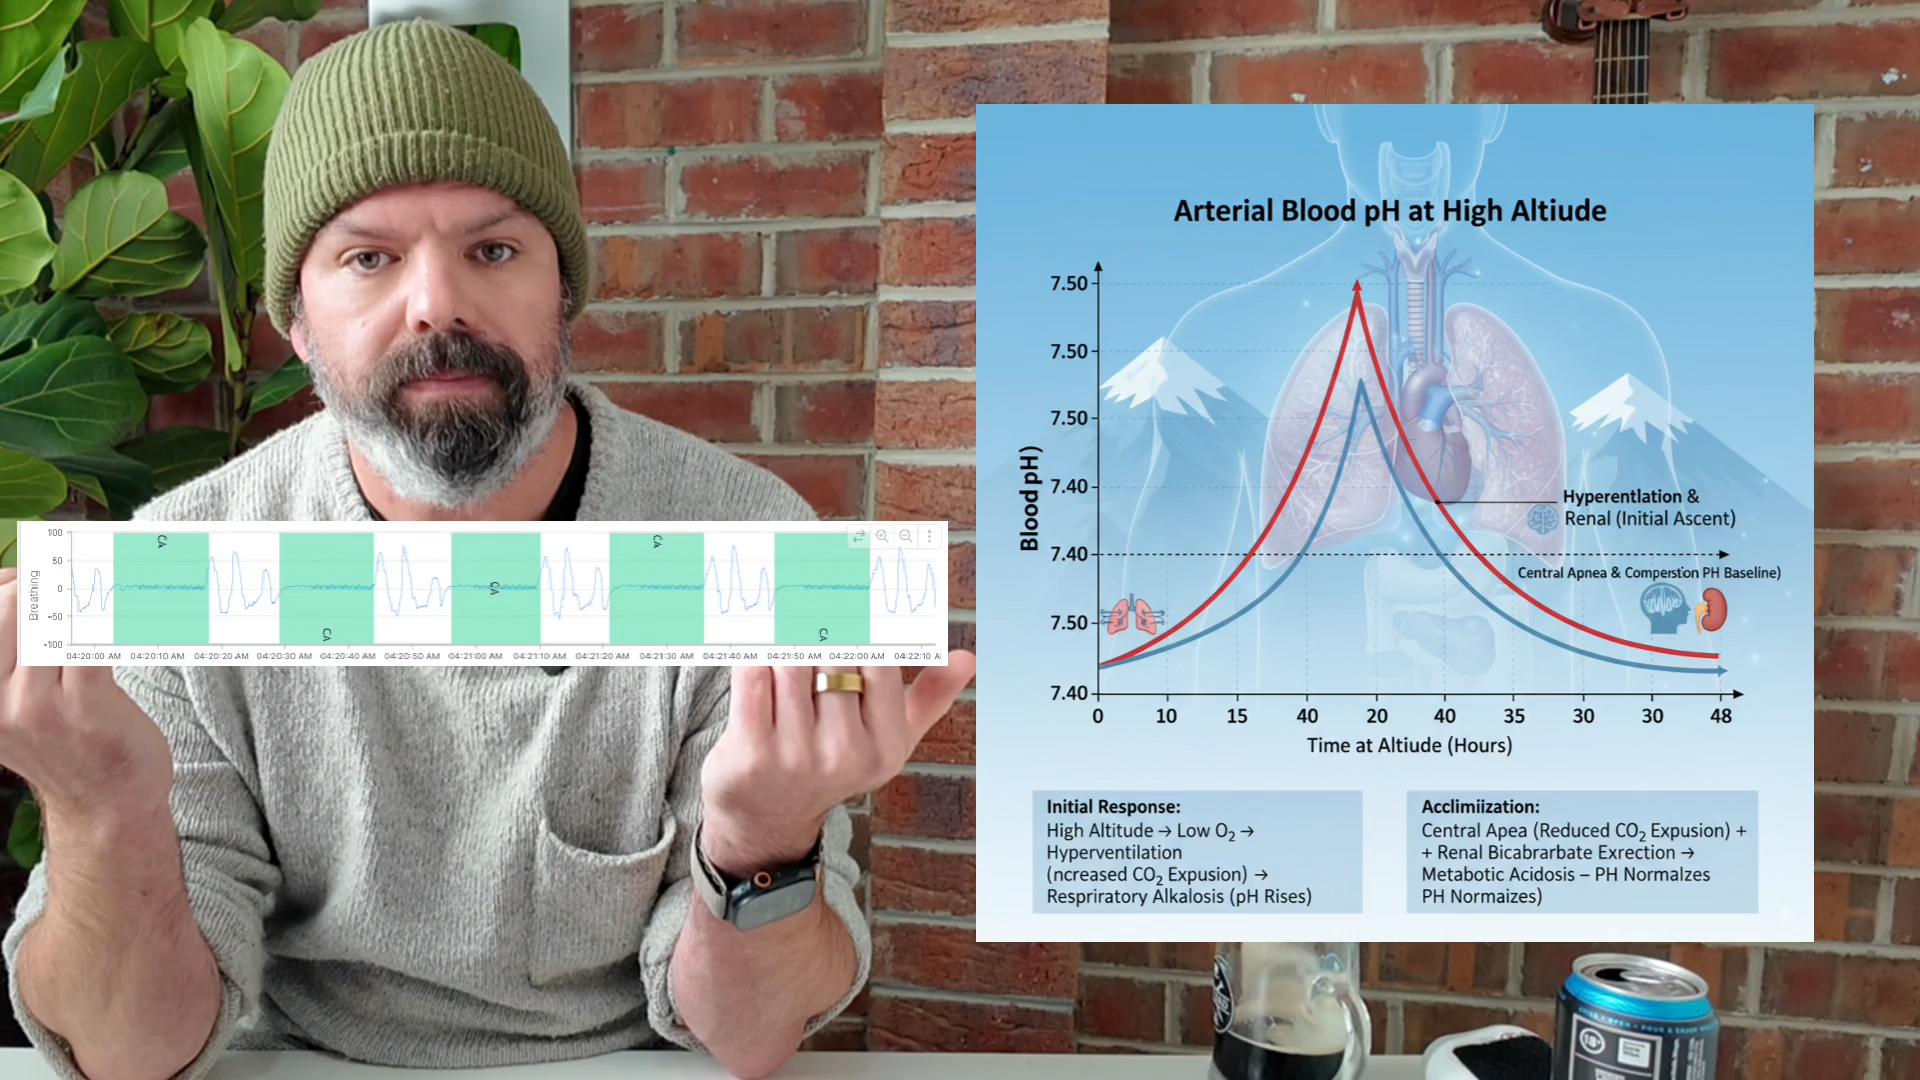 100
50
0
-50
-100
Breathing
CA
CA
CA
CA
CA
04:20:00 AM
04:20:10 AM
04:20:20 AM
04:20:30 AM
04:20:40 AM
04:20:50 AM
04:21:00 AM
04:21:10 AM
04:21:20 AM
04:21:30 AM
04:21:40 AM
04:21:50 AM
04:22:00 AM
04:22:10 A
Arterial Blood pH at High Altiude
7.50
7.50
7.50
7.40
7.40
7.50
7.40
Blood pH)
Hyperentlation &
Renal (Initial Ascent)
Central Apnea & Comperstion PH Baseline)
0 10 15 40 20 40 35 30 30 48
Time at Altiude (Hours)
Initial Response:
High Altitude → Low O₂ →
Hyperventilation
(ncreased CO₂ Expusion) →
Respriratory Alkalosis (pH Rises)
Acclimiization:
Central Apea (Reduced CO₂ Expusion) +
+ Renal Bicabrarbate Exrection →
Metabotic Acidosis – PH Normalzes
PH Normaizes)
18+